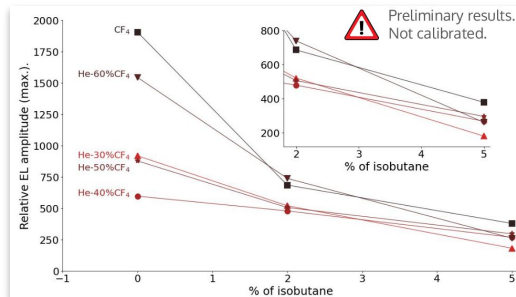 Preliminary results.
Not calibrated.
Relative EL amplitude (max.).
2000
1750
1500
1250
1000
750
500
250
0
CF₄
He-60%CF₄
He-30%CF₄
He-50%CF₄
He-40%CF₄
800
600
400
200
2
3
4
5
% of isobutane
−1
0
1
2
3
4
5
% of isobutane